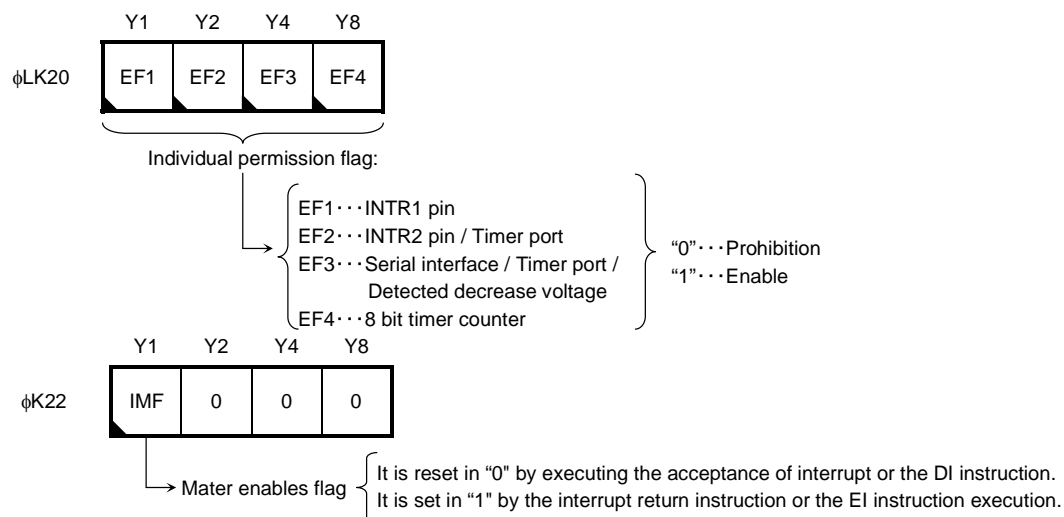 Y1 Y2 Y4 Y8
ϕLK20 EF1 EF2 EF3 EF4
Individual permission flag:
EF1･･･INTR1 pin
EF2･･･INTR2 pin / Timer port
EF3･･･Serial interface / Timer port /
Detected decrease voltage
EF4･･･8 bit timer counter
“0”･･･Prohibition
“1”･･･Enable
Y1 Y2 Y4 Y8
ϕK22 IMF 0 0 0
Mater enables flag
It is reset in “0" by executing the acceptance of interrupt or the DI instruction.
It is set in “1" by the interrupt return instruction or the EI instruction execution.